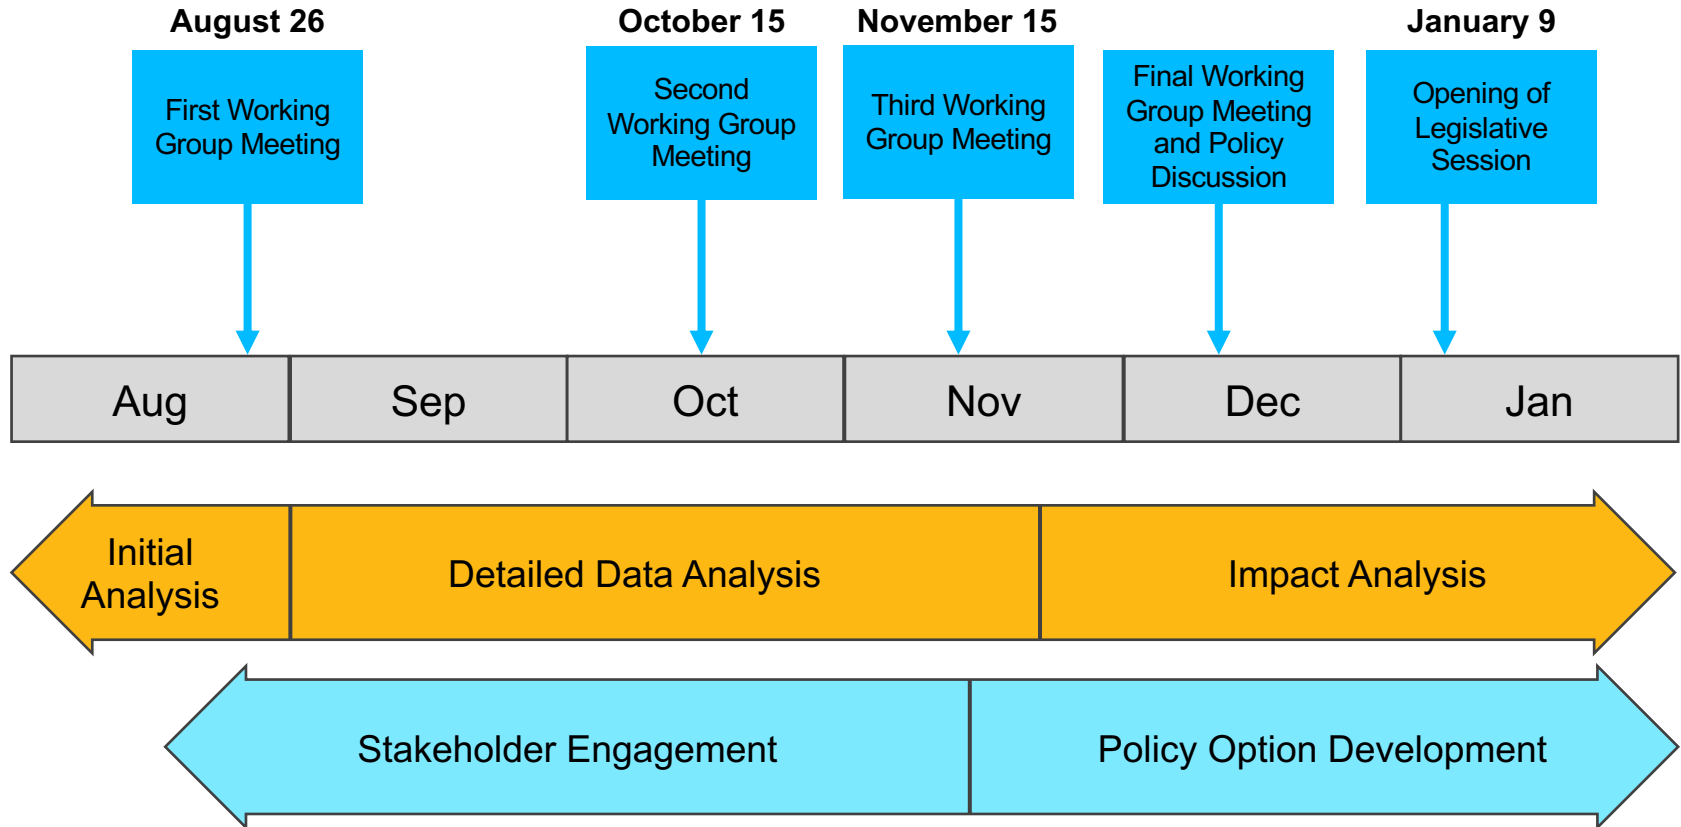 August 26
October 15
November 15
January 9
First Working
Group Meeting
Second
Working Group
Meeting
Third Working
Group Meeting
Final Working
Group Meeting
and Policy
Discussion
Opening of
Legislative
Session
Aug
Sep
Oct
Nov
Dec
Jan
Initial
Analysis
Detailed Data Analysis
Impact Analysis
Stakeholder Engagement
Policy Option Development